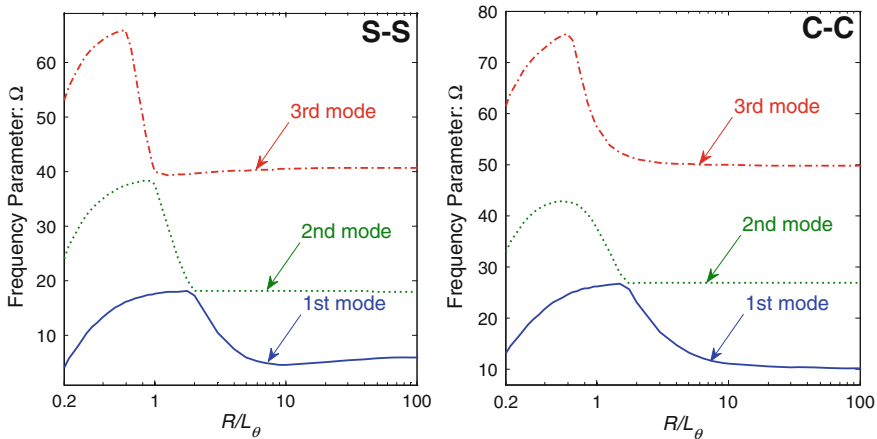 S-S
Frequency Parameter: Ω
60
50
40
30
20
10
3rd mode
2nd mode
1st mode
0.2
1
10
100
R/Lθ
C-C
Frequency Parameter: Ω
80
70
60
50
40
30
20
10
3rd mode
2nd mode
1st mode
0.2
1
10
100
R/Lθ